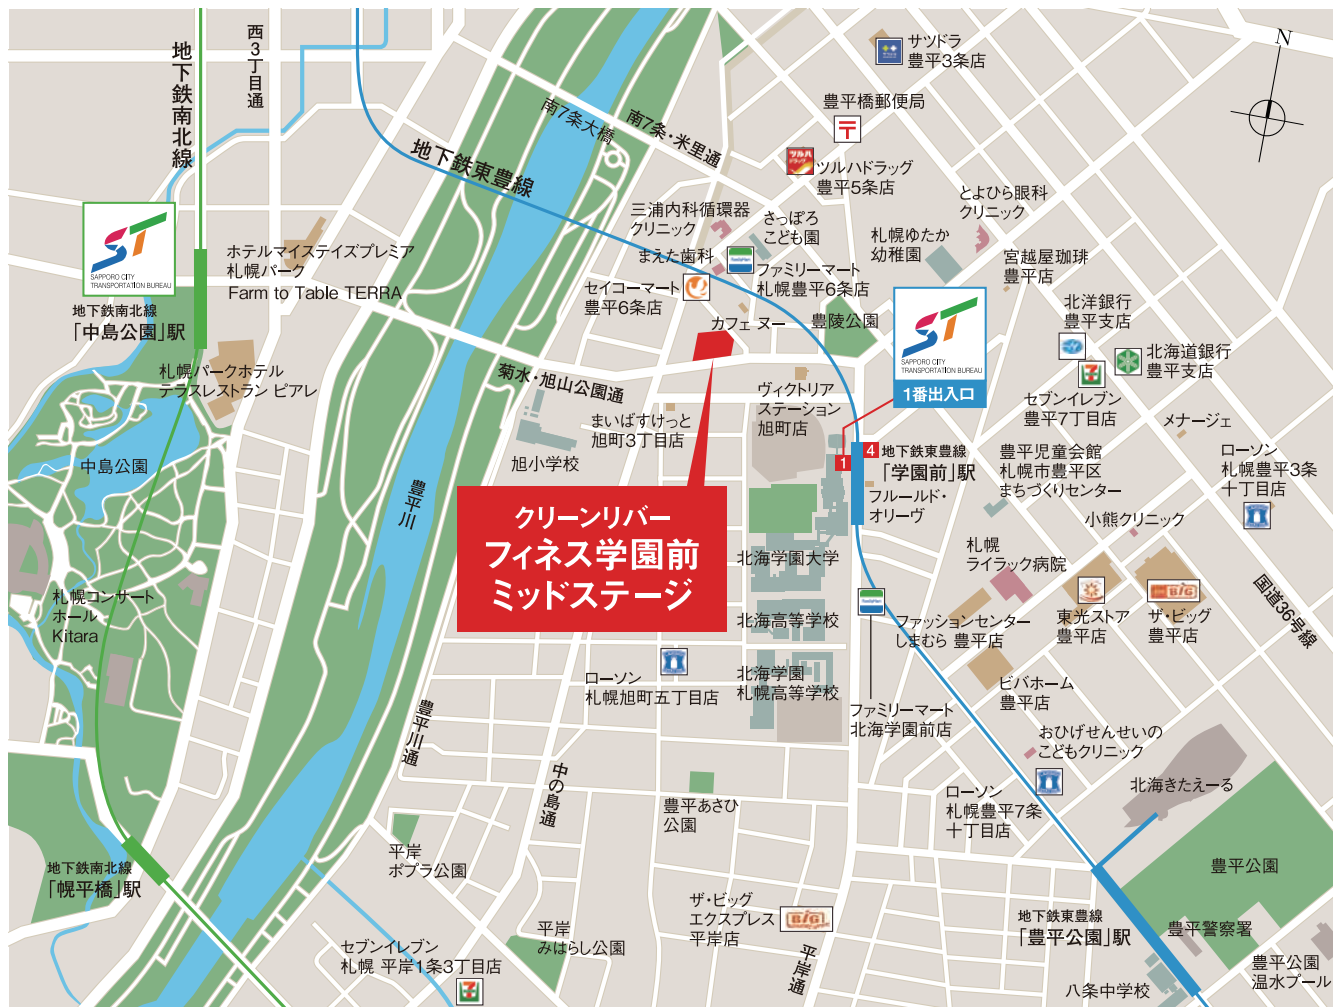 西3丁目通
地下鉄南北線
サツドラ
豊平3条店
N
南7条大橋
南7条・米里通
豊平橋郵便局
ツルハ
ドラッグ
ツルハドラッグ
豊平5条店
地下鉄東豊線
三浦内科循環器
クリニック
さっぽろ
こども園
とよひら眼科
クリニック
札幌ゆたか
幼稚園
まえた歯科
FamilyMart
ファミリーマート
札幌豊平6条店
セイコーマート
豊平6条店
宮越屋珈琲
豊平店
ST
SAPPORO CITY
TRANSPORTATION BUREAU
地下鉄南北線
「中島公園」駅
ホテルマイステイズプレミア
札幌パーク
Farm to Table TERRA
カフェ ヌー
豊陵公園
ST
SAPPORO CITY
TRANSPORTATION BUREAU
1番出入口
北洋銀行
豊平支店
北海道銀行
豊平支店
セブンイレブン
豊平7丁目店
札幌パークホテル
テラスレストラン ピアレ
菊水・旭山公園通
まいばすけっと
旭町3丁目店
ヴィクトリア
ステーション
旭町店
旭小学校
メナージェ
1
4
地下鉄東豊線
「学園前」駅
豊平児童会館
札幌市豊平区
まちづくりセンター
ローソン
札幌豊平3条
十丁目店
中島公園
豊平川
フルールド・
オリーヴ
小熊クリニック
クリーンリバー
フィネス学園前
ミッドステージ
北海学園大学
札幌
ライラック病院
国道36号線
札幌コンサート
ホール
Kitara
北海高等学校
FamilyMart
ファッションセンター
しまむら 豊平店
東光ストア
豊平店
BIG
ザ・ビッグ
豊平店
ローソン
札幌旭町五丁目店
北海学園
札幌高等学校
ビバホーム
豊平店
ファミリーマート
北海学園前店
豊平川通
おひげせんせいの
こどもクリニック
中の島通
豊平あさひ
公園
ローソン
札幌豊平7条
十丁目店
北海きたえーる
平岸
ポプラ公園
地下鉄南北線
「幌平橋」駅
豊平公園
ザ・ビッグ
エクスプレス
平岸店
BIG
地下鉄東豊線
「豊平公園」駅
平岸
みはらし公園
豊平警察署
セブンイレブン
札幌 平岸1条3丁目店
平岸通
豊平公園
温水プール
八条中学校